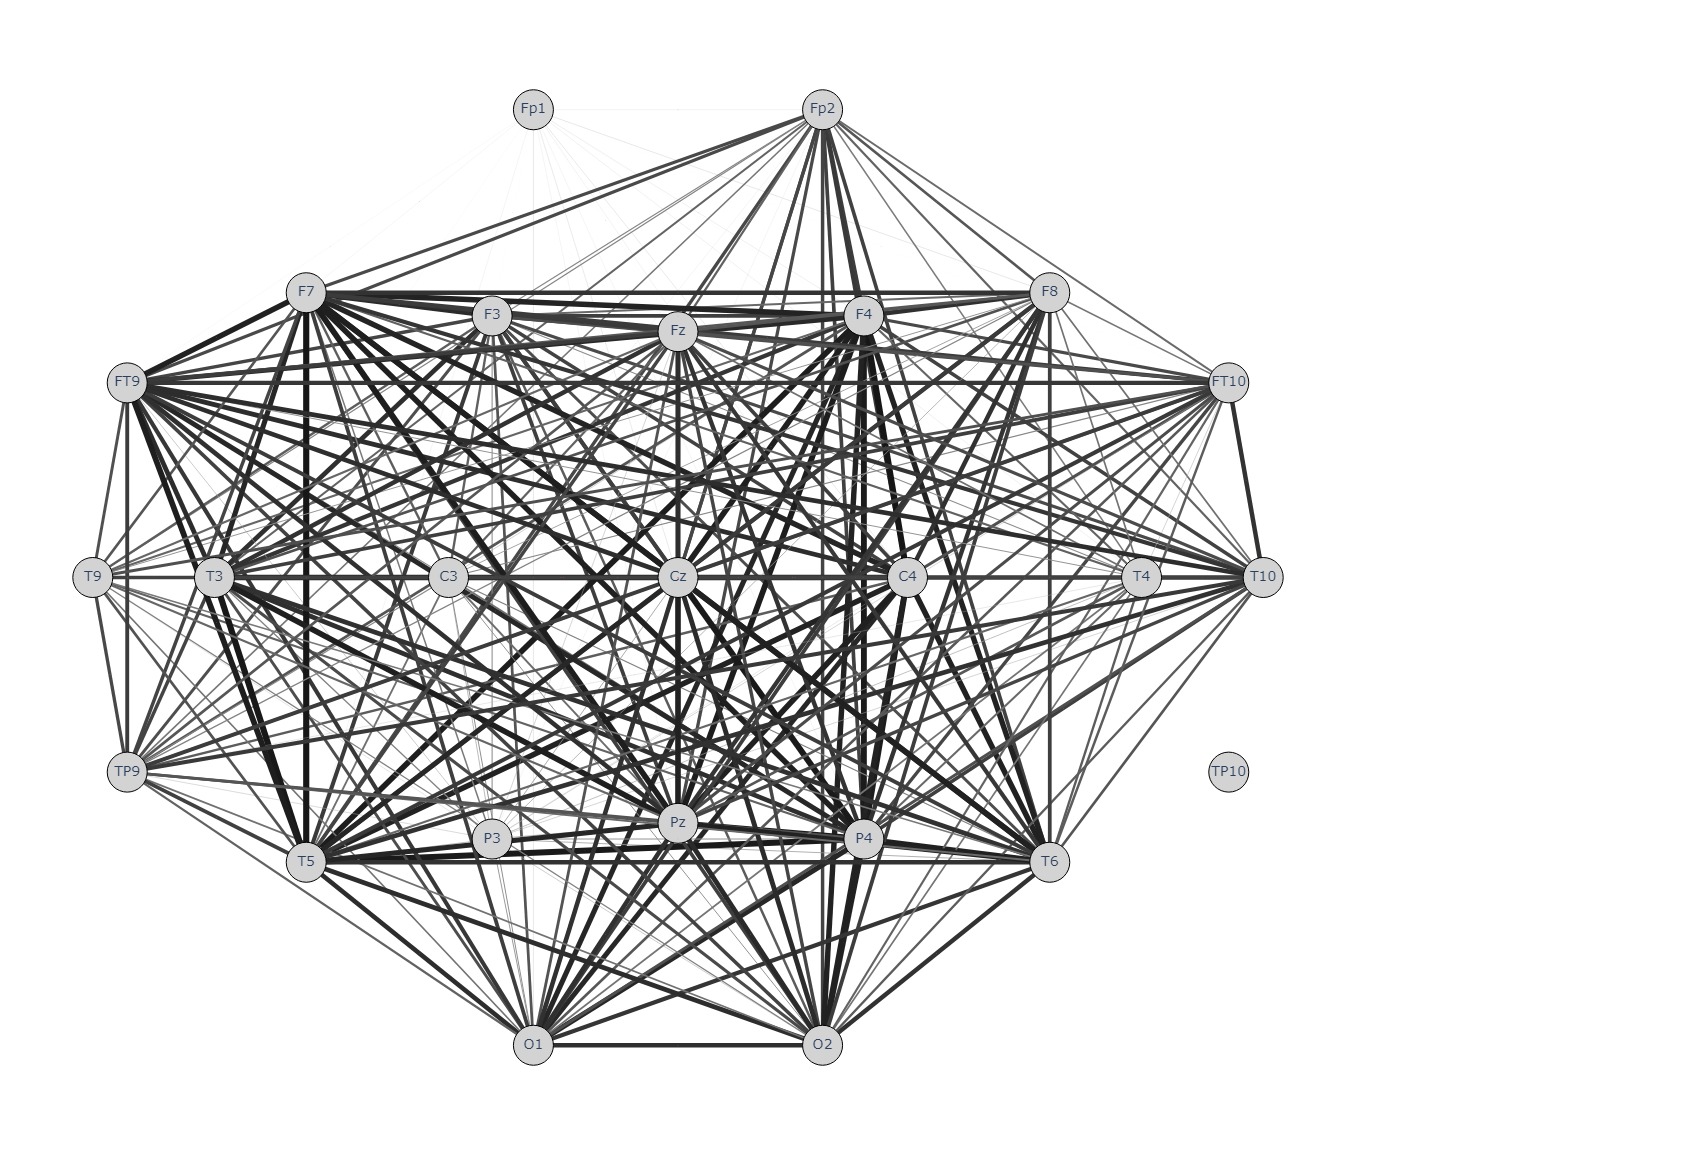 Fp1 Fp2
F7 F3 Fz F4 F8
FT9 FT10
T9 T3 C3 Cz C4 T4 T10
TP9 TP10
T5 P3 Pz P4 T6
O1 O2